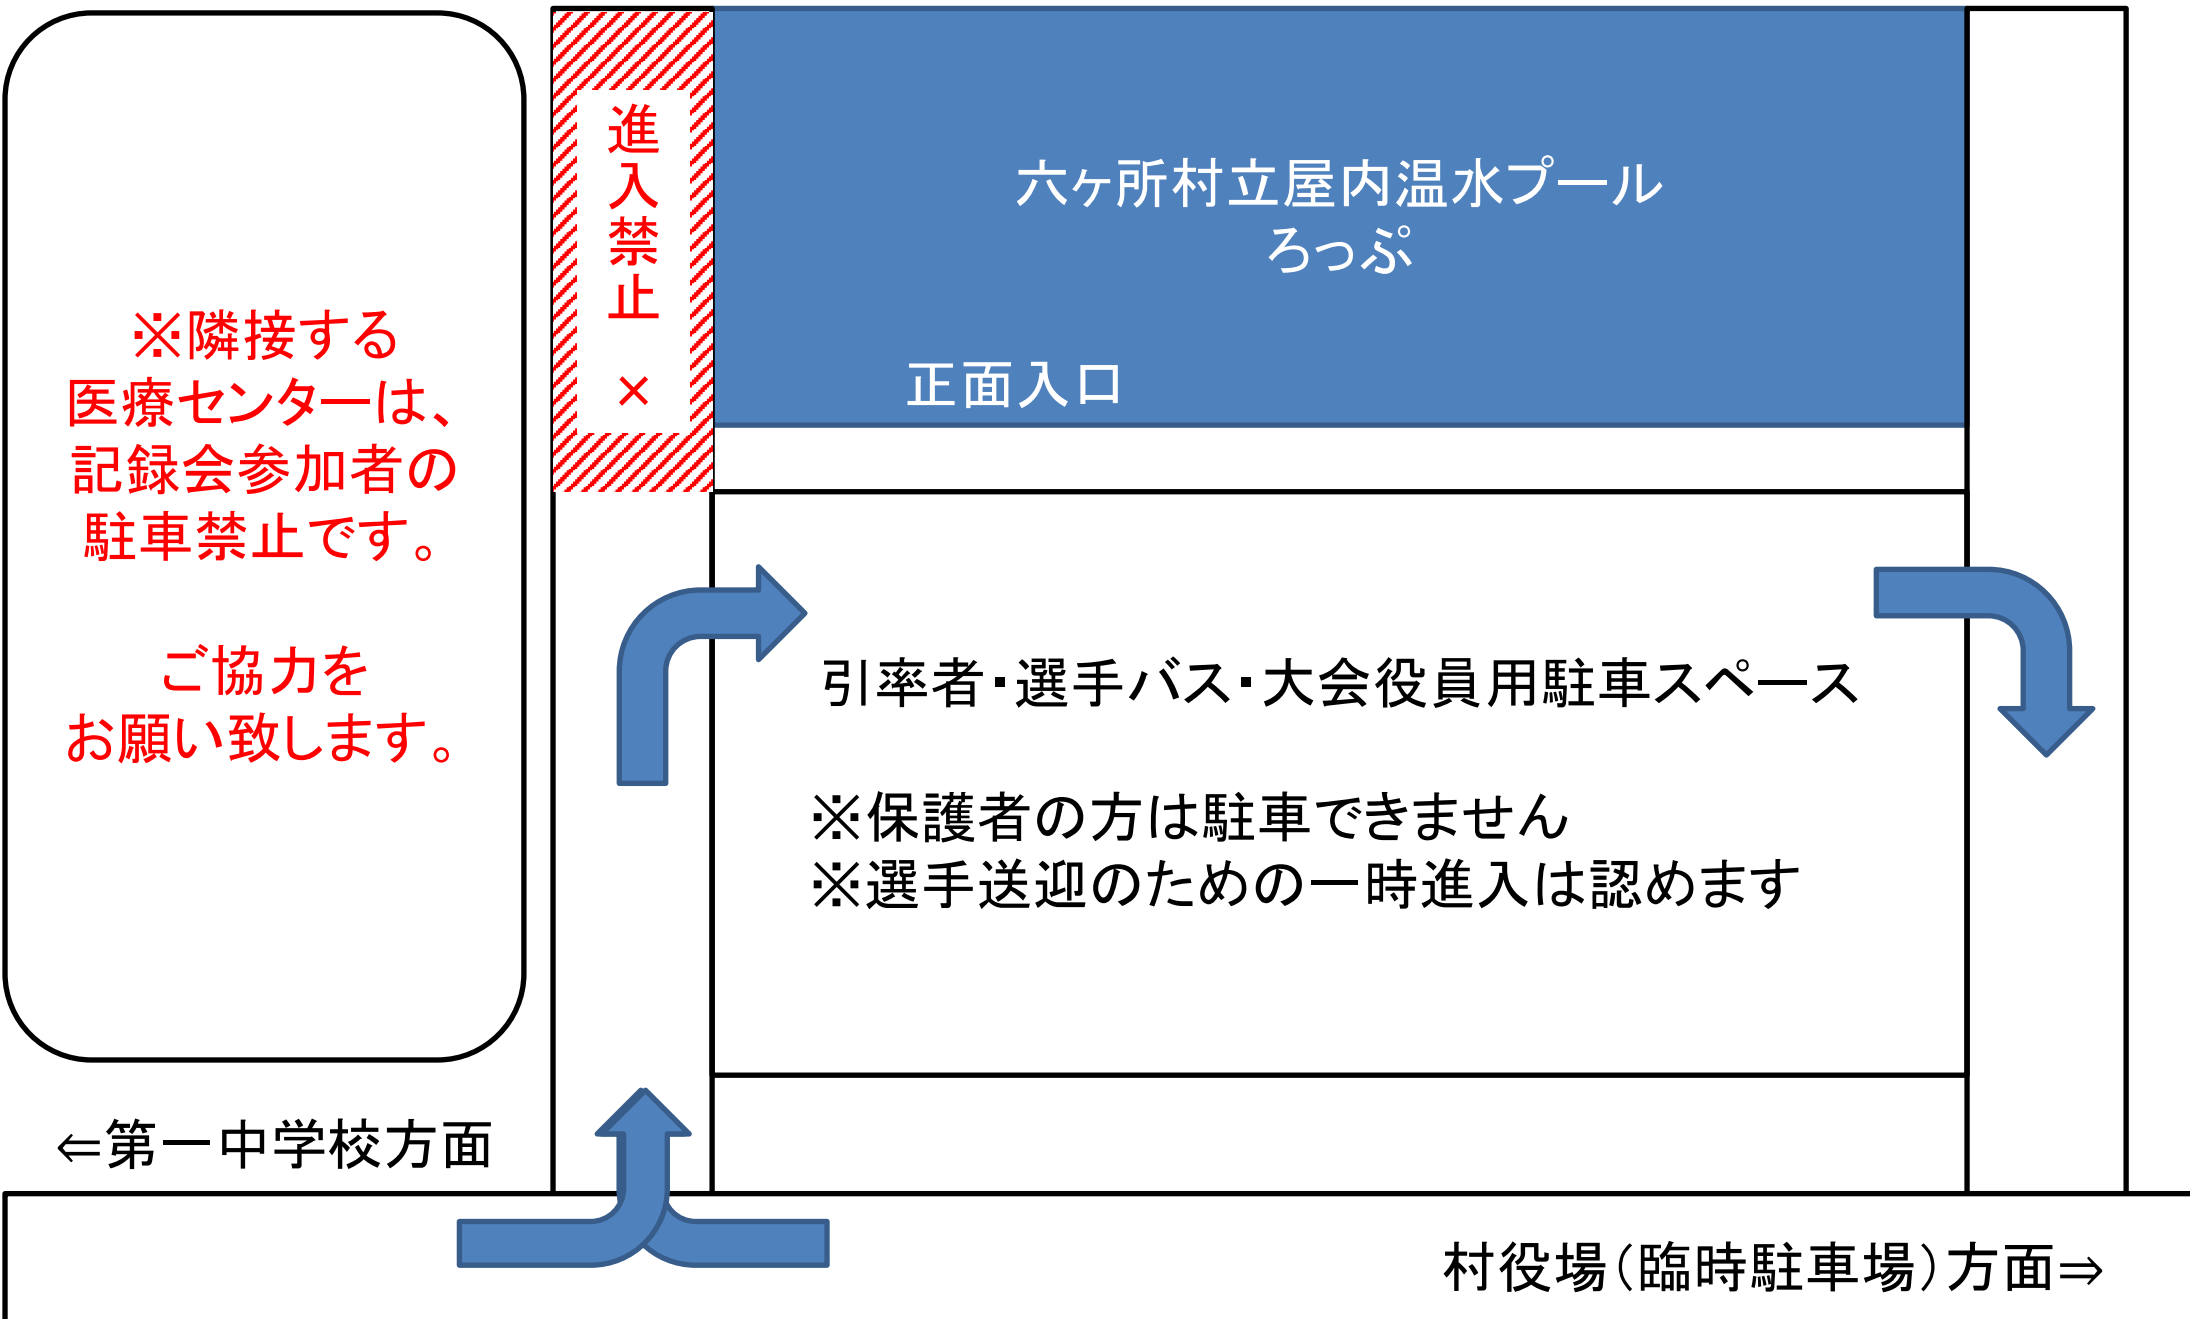 ※隣接する
医療センターは、
記録会参加者の
駐車禁止です。
ご協力を
お願い致します。
進入禁止 ×
六ヶ所村立屋内温水プール
ろっぷ
正面入口
引率者・選手バス・大会役員用駐車スペース
※保護者の方は駐車できません
※選手送迎のための一時進入は認めます
⇐第一中学校方面
村役場（臨時駐車場）方面⇒